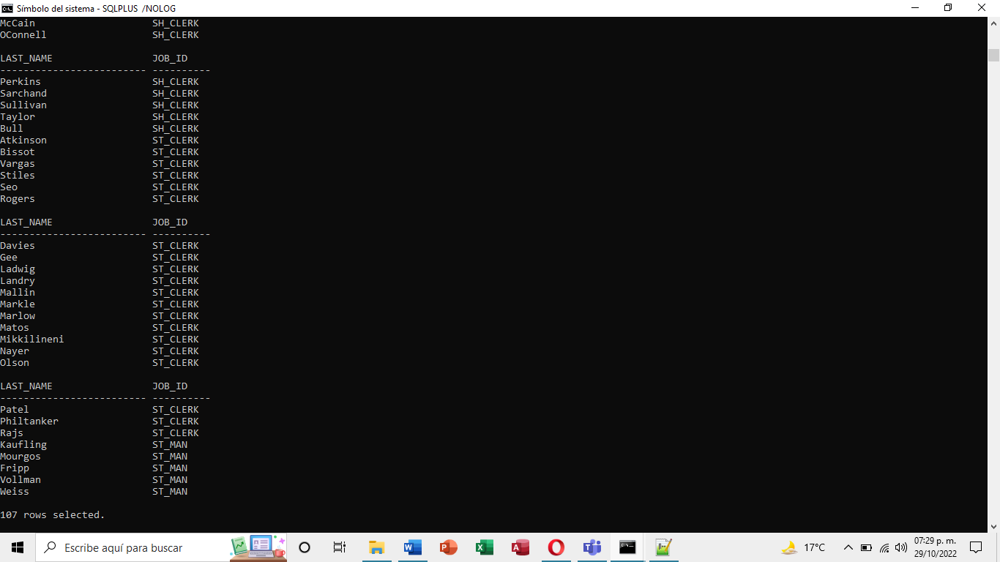 Símbolo del sistema - SQLPLUS /NOLOG
McCain SH_CLERK
OConnell SH_CLERK
LAST_NAME JOB_ID
------------------------- ----------
Perkins SH_CLERK
Sarchand SH_CLERK
Sullivan SH_CLERK
Taylor SH_CLERK
Bull SH_CLERK
Atkinson ST_CLERK
Bissot ST_CLERK
Vargas ST_CLERK
Stiles ST_CLERK
Seo ST_CLERK
Rogers ST_CLERK
LAST_NAME JOB_ID
------------------------- ----------
Davies ST_CLERK
Gee ST_CLERK
Ladwig ST_CLERK
Landry ST_CLERK
Mallin ST_CLERK
Markle ST_CLERK
Marlow ST_CLERK
Matos ST_CLERK
Mikkilineni ST_CLERK
Nayer ST_CLERK
Olson ST_CLERK
LAST_NAME JOB_ID
------------------------- ----------
Patel ST_CLERK
Philtanker ST_CLERK
Rajs ST_CLERK
Kaufling ST_MAN
Mourgos ST_MAN
Fripp ST_MAN
Vollman ST_MAN
Weiss ST_MAN
107 rows selected.
Escribe aquí para buscar
17°C
07:29 p. m.
29/10/2022